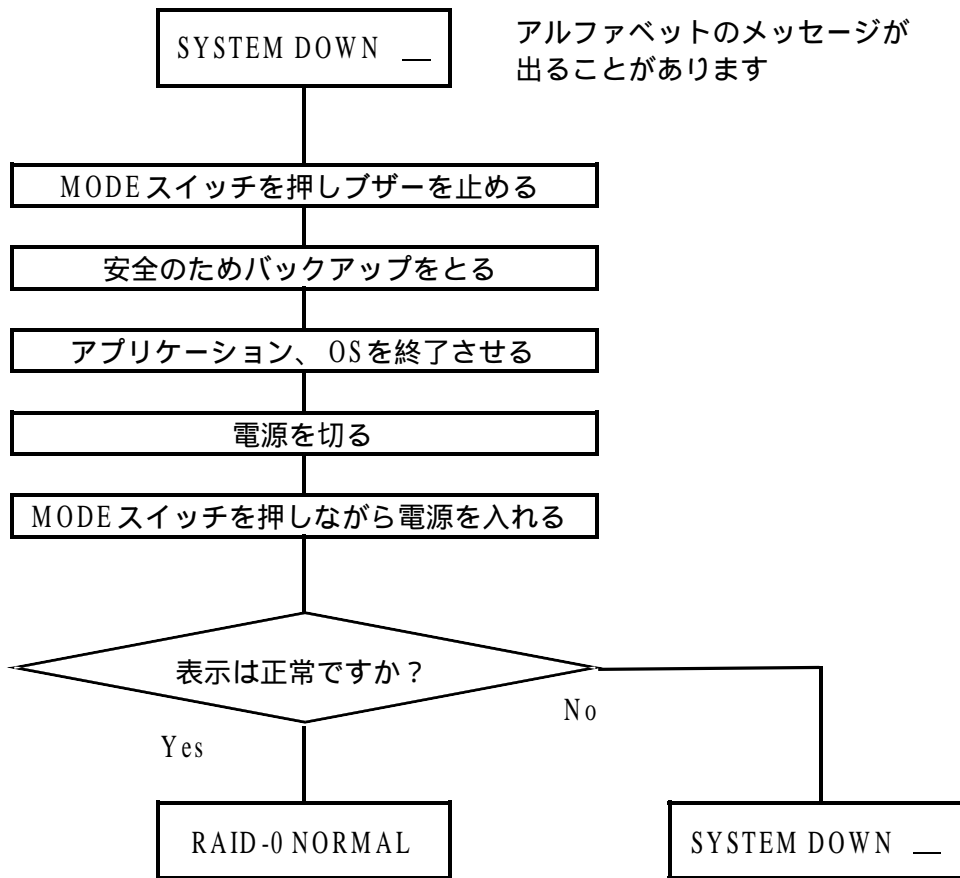 SYSTEM DOWN __
アルファベットのメッセージが
出ることがあります
MODEスイッチを押しブザーを止める
安全のためバックアップをとる
アプリケーション、OSを終了させる
電源を切る
MODEスイッチを押しながら電源を入れる
表示は正常ですか？
No
Yes
RAID-0 NORMAL
SYSTEM DOWN __